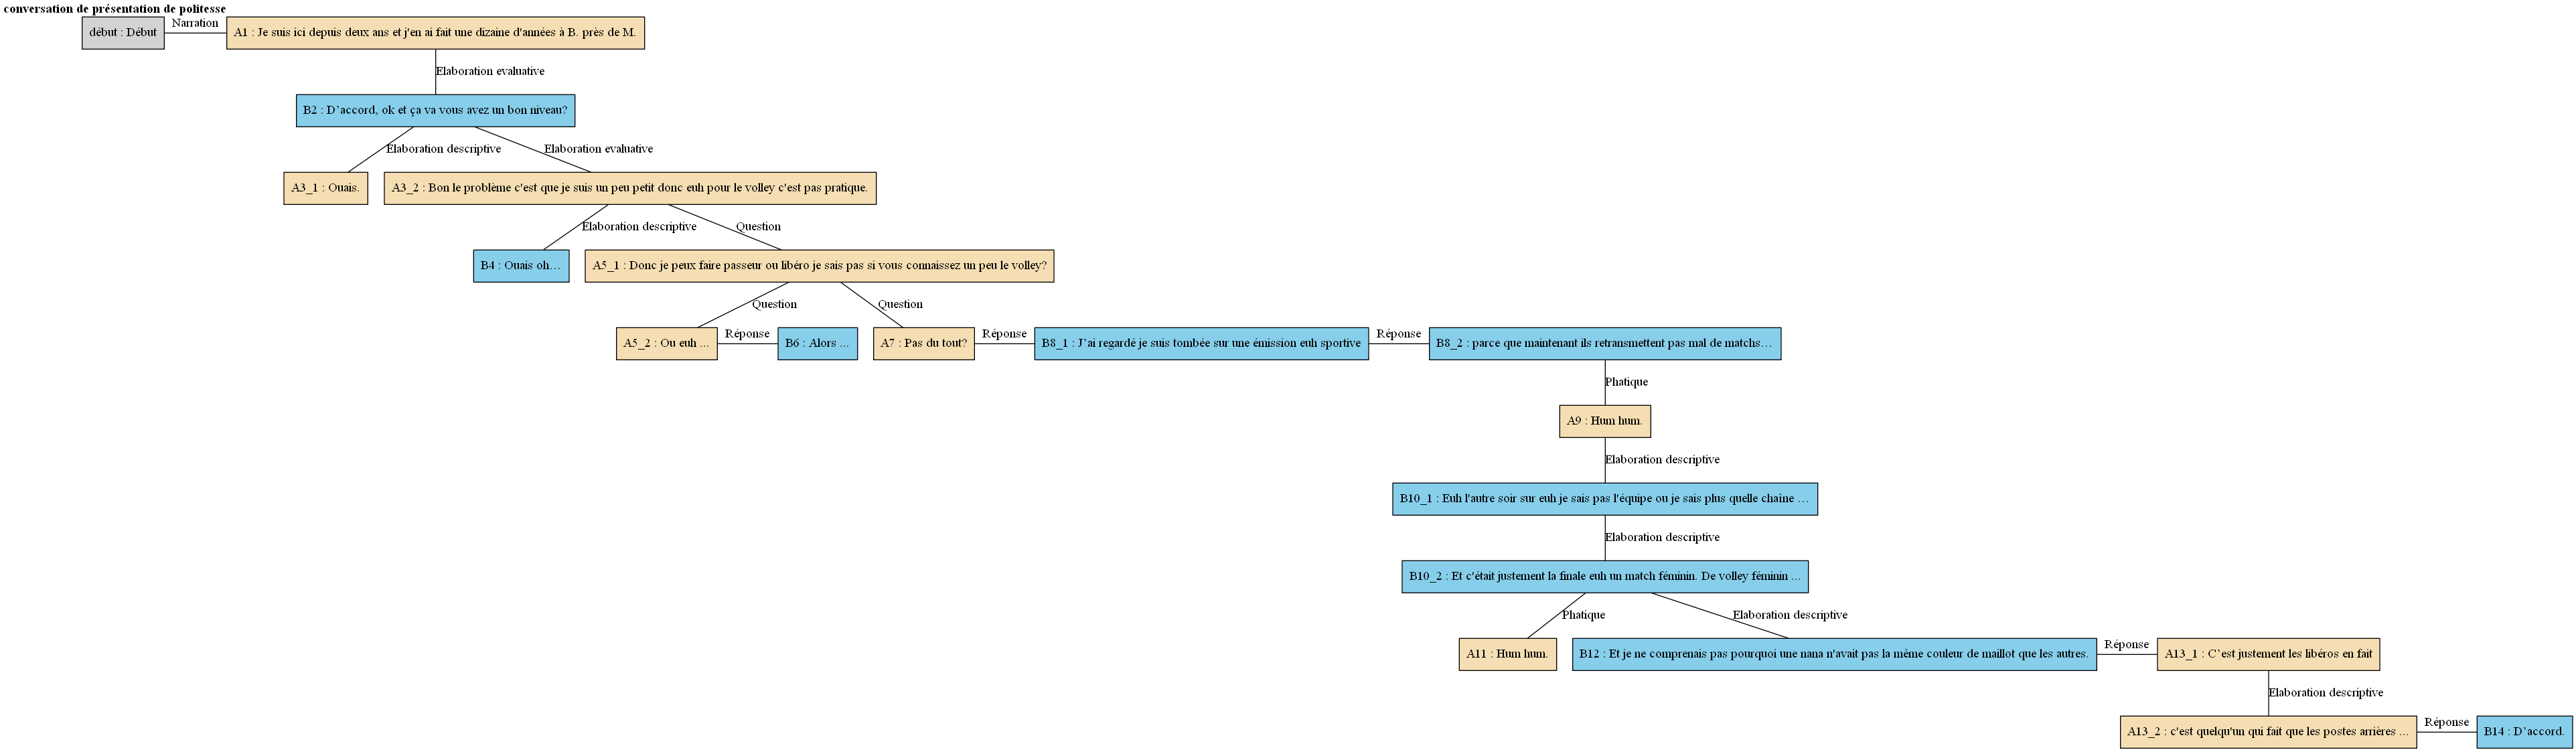 conversation de présentation de politesse
début : Début
Narration
A1 : Je suis ici depuis deux ans et j'en ai fait une dizaine d'années à B. près de M.
Elaboration evaluative
B2 : D’accord, ok et ça va vous avez un bon niveau?
Elaboration descriptive
Elaboration evaluative
A3_1 : Ouais.
A3_2 : Bon le problème c'est que je suis un peu petit donc euh pour le volley c'est pas pratique.
Elaboration descriptive
Question
B4 : Ouais oh…
A5_1 : Donc je peux faire passeur ou libéro je sais pas si vous connaissez un peu le volley?
Question
Question
A5_2 : Ou euh ...
Réponse
B6 : Alors ...
A7 : Pas du tout?
Réponse
B8_1 : J’ai regardé je suis tombée sur une émission euh sportive
Réponse
B8_2 : parce que maintenant ils retransmettent pas mal de matchs…
Phatique
A9 : Hum hum.
Elaboration descriptive
B10_1 : Euh l'autre soir sur euh je sais pas l'équipe ou je sais plus quelle chaîne …
Elaboration descriptive
B10_2 : Et c'était justement la finale euh un match féminin. De volley féminin ...
Phatique
Elaboration descriptive
A11 : Hum hum.
B12 : Et je ne comprenais pas pourquoi une nana n'avait pas la même couleur de maillot que les autres.
Réponse
A13_1 : C’est justement les libéros en fait
Elaboration descriptive
A13_2 : c'est quelqu'un qui fait que les postes arrières ...
Réponse
B14 : D’accord.